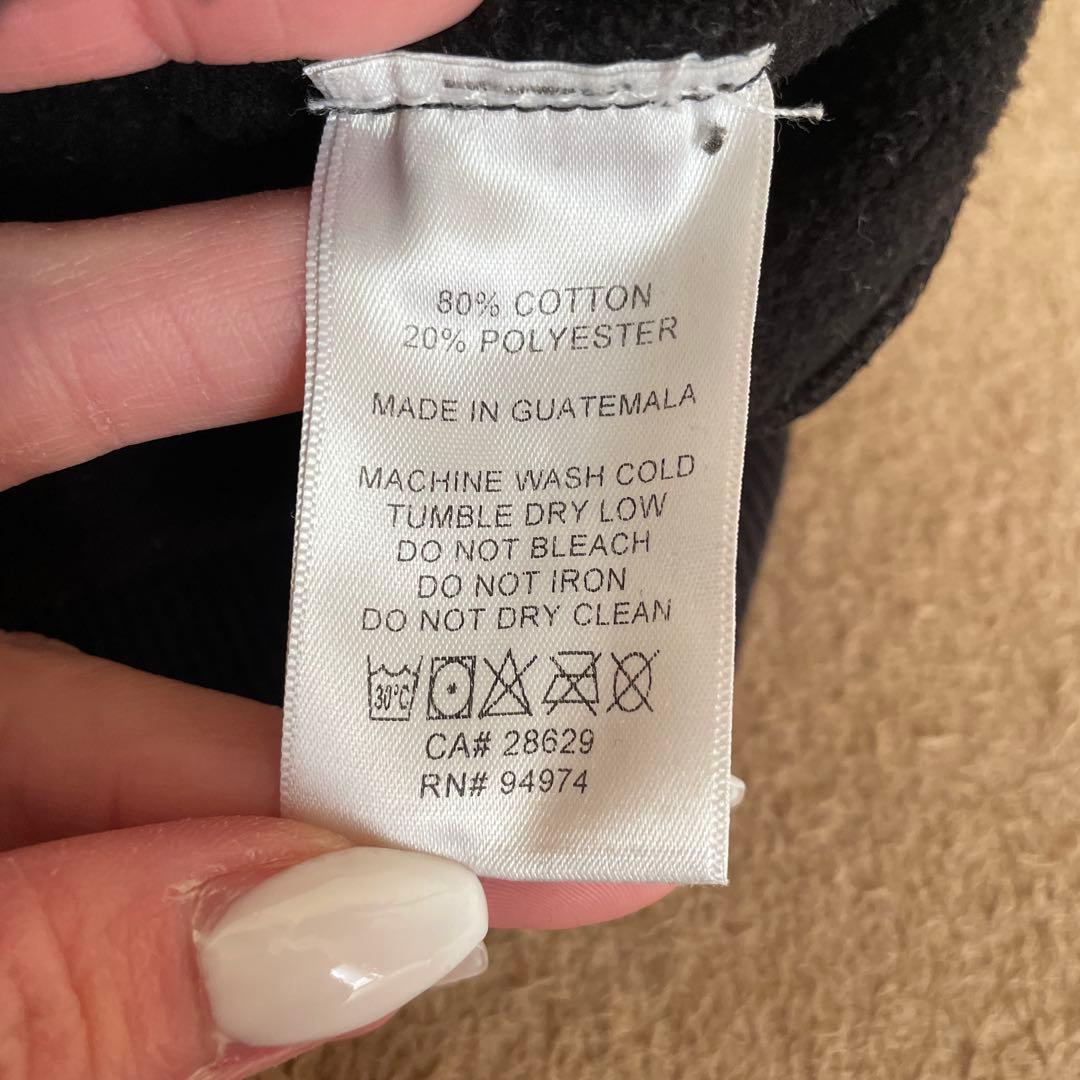 80% COTTON
20% POLYESTER
MADE IN GUATEMALA
MACHINE WASH COLD
TUMBLE DRY LOW
DO NOT BLEACH
DO NOT IRON
DO NOT DRY CLEAN
30°C
CA# 28629
RN# 94974